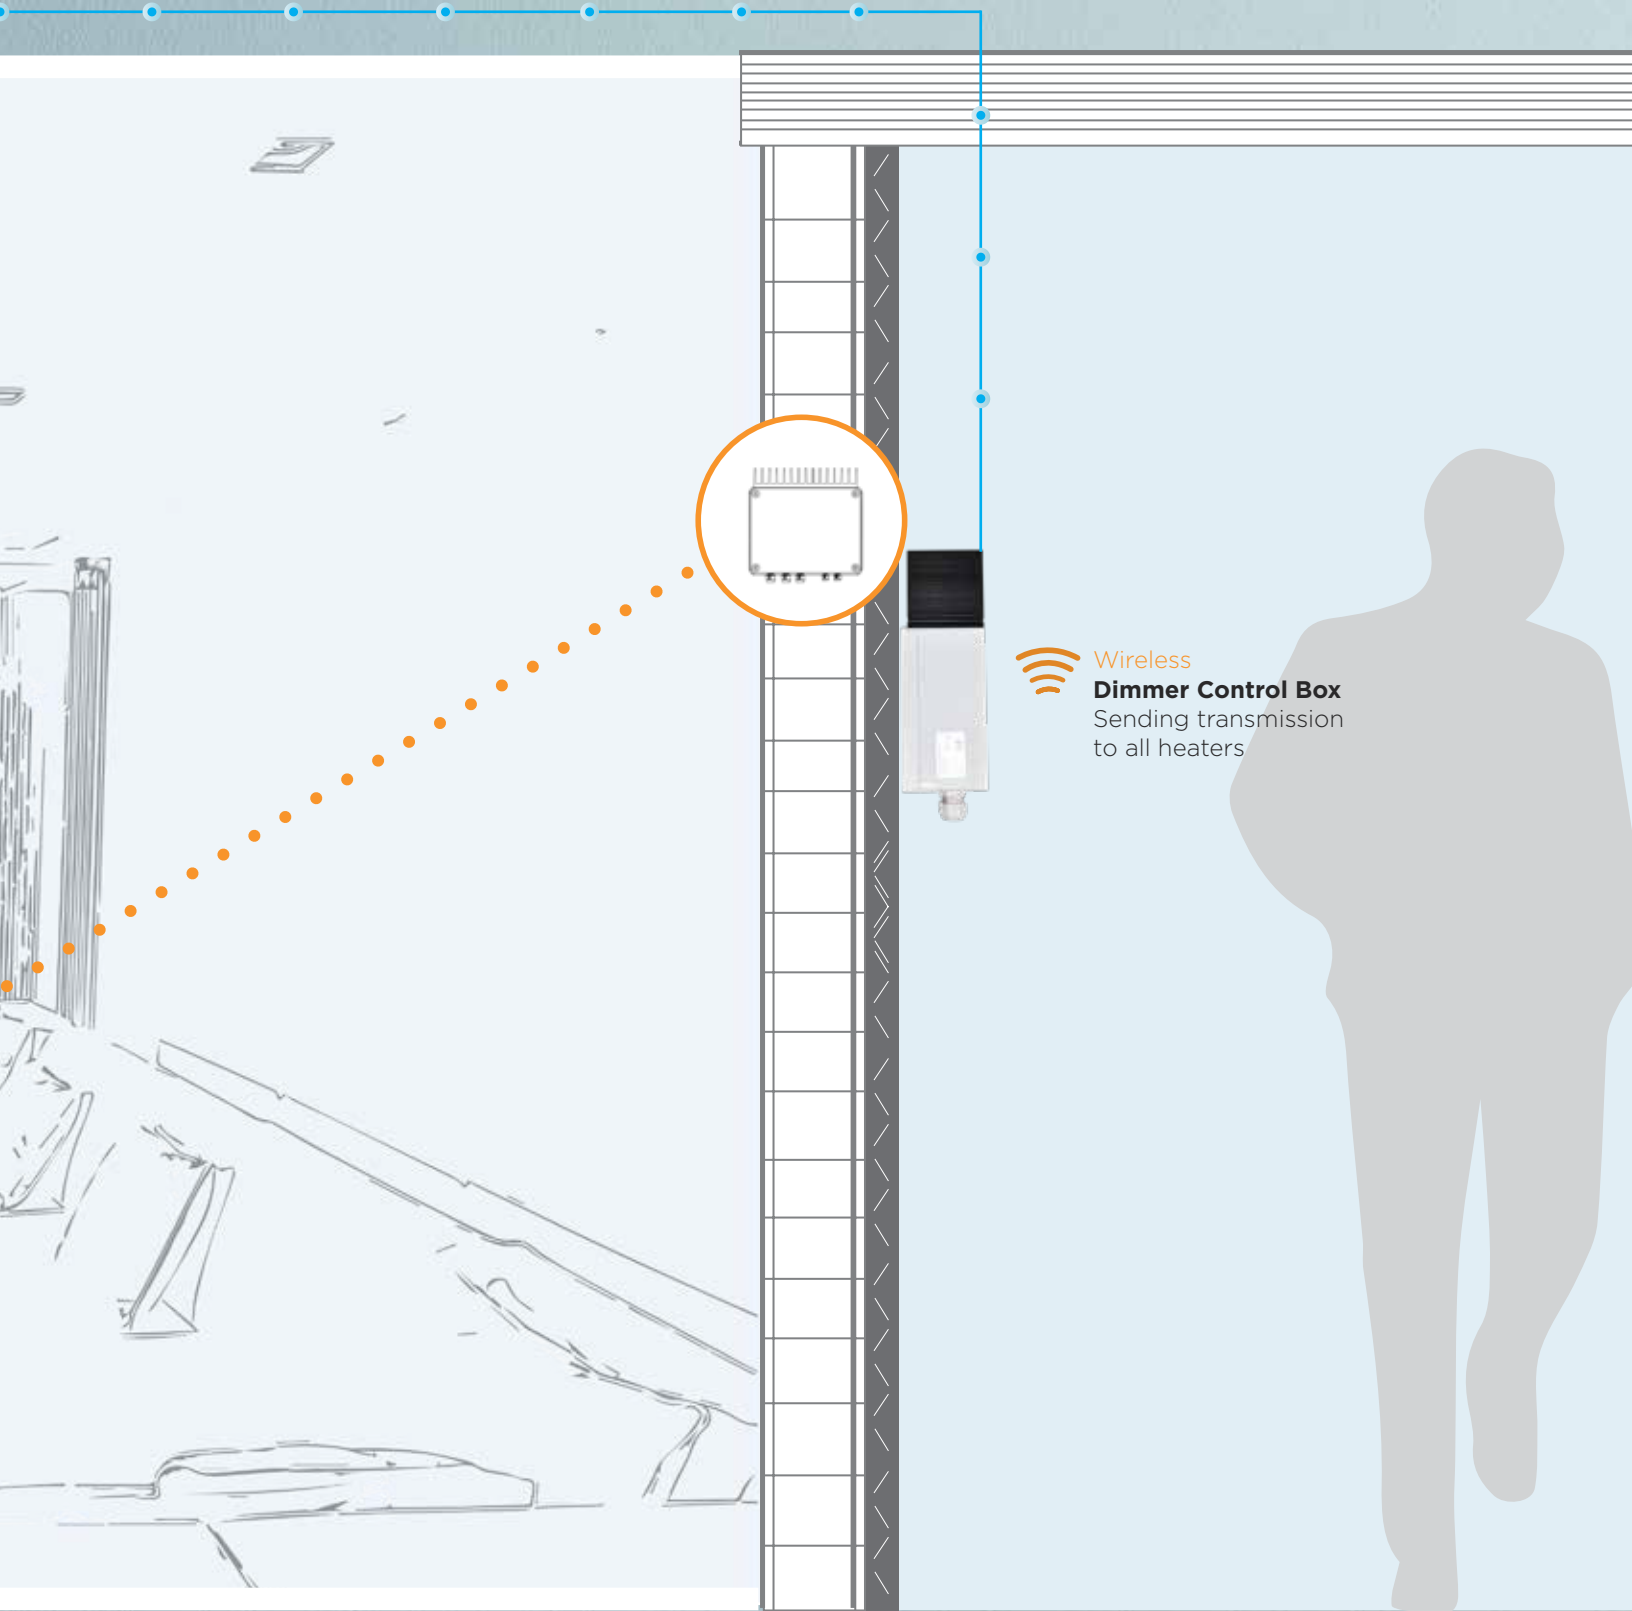 Wireless
Dimmer Control Box
Sending transmission
to all heaters